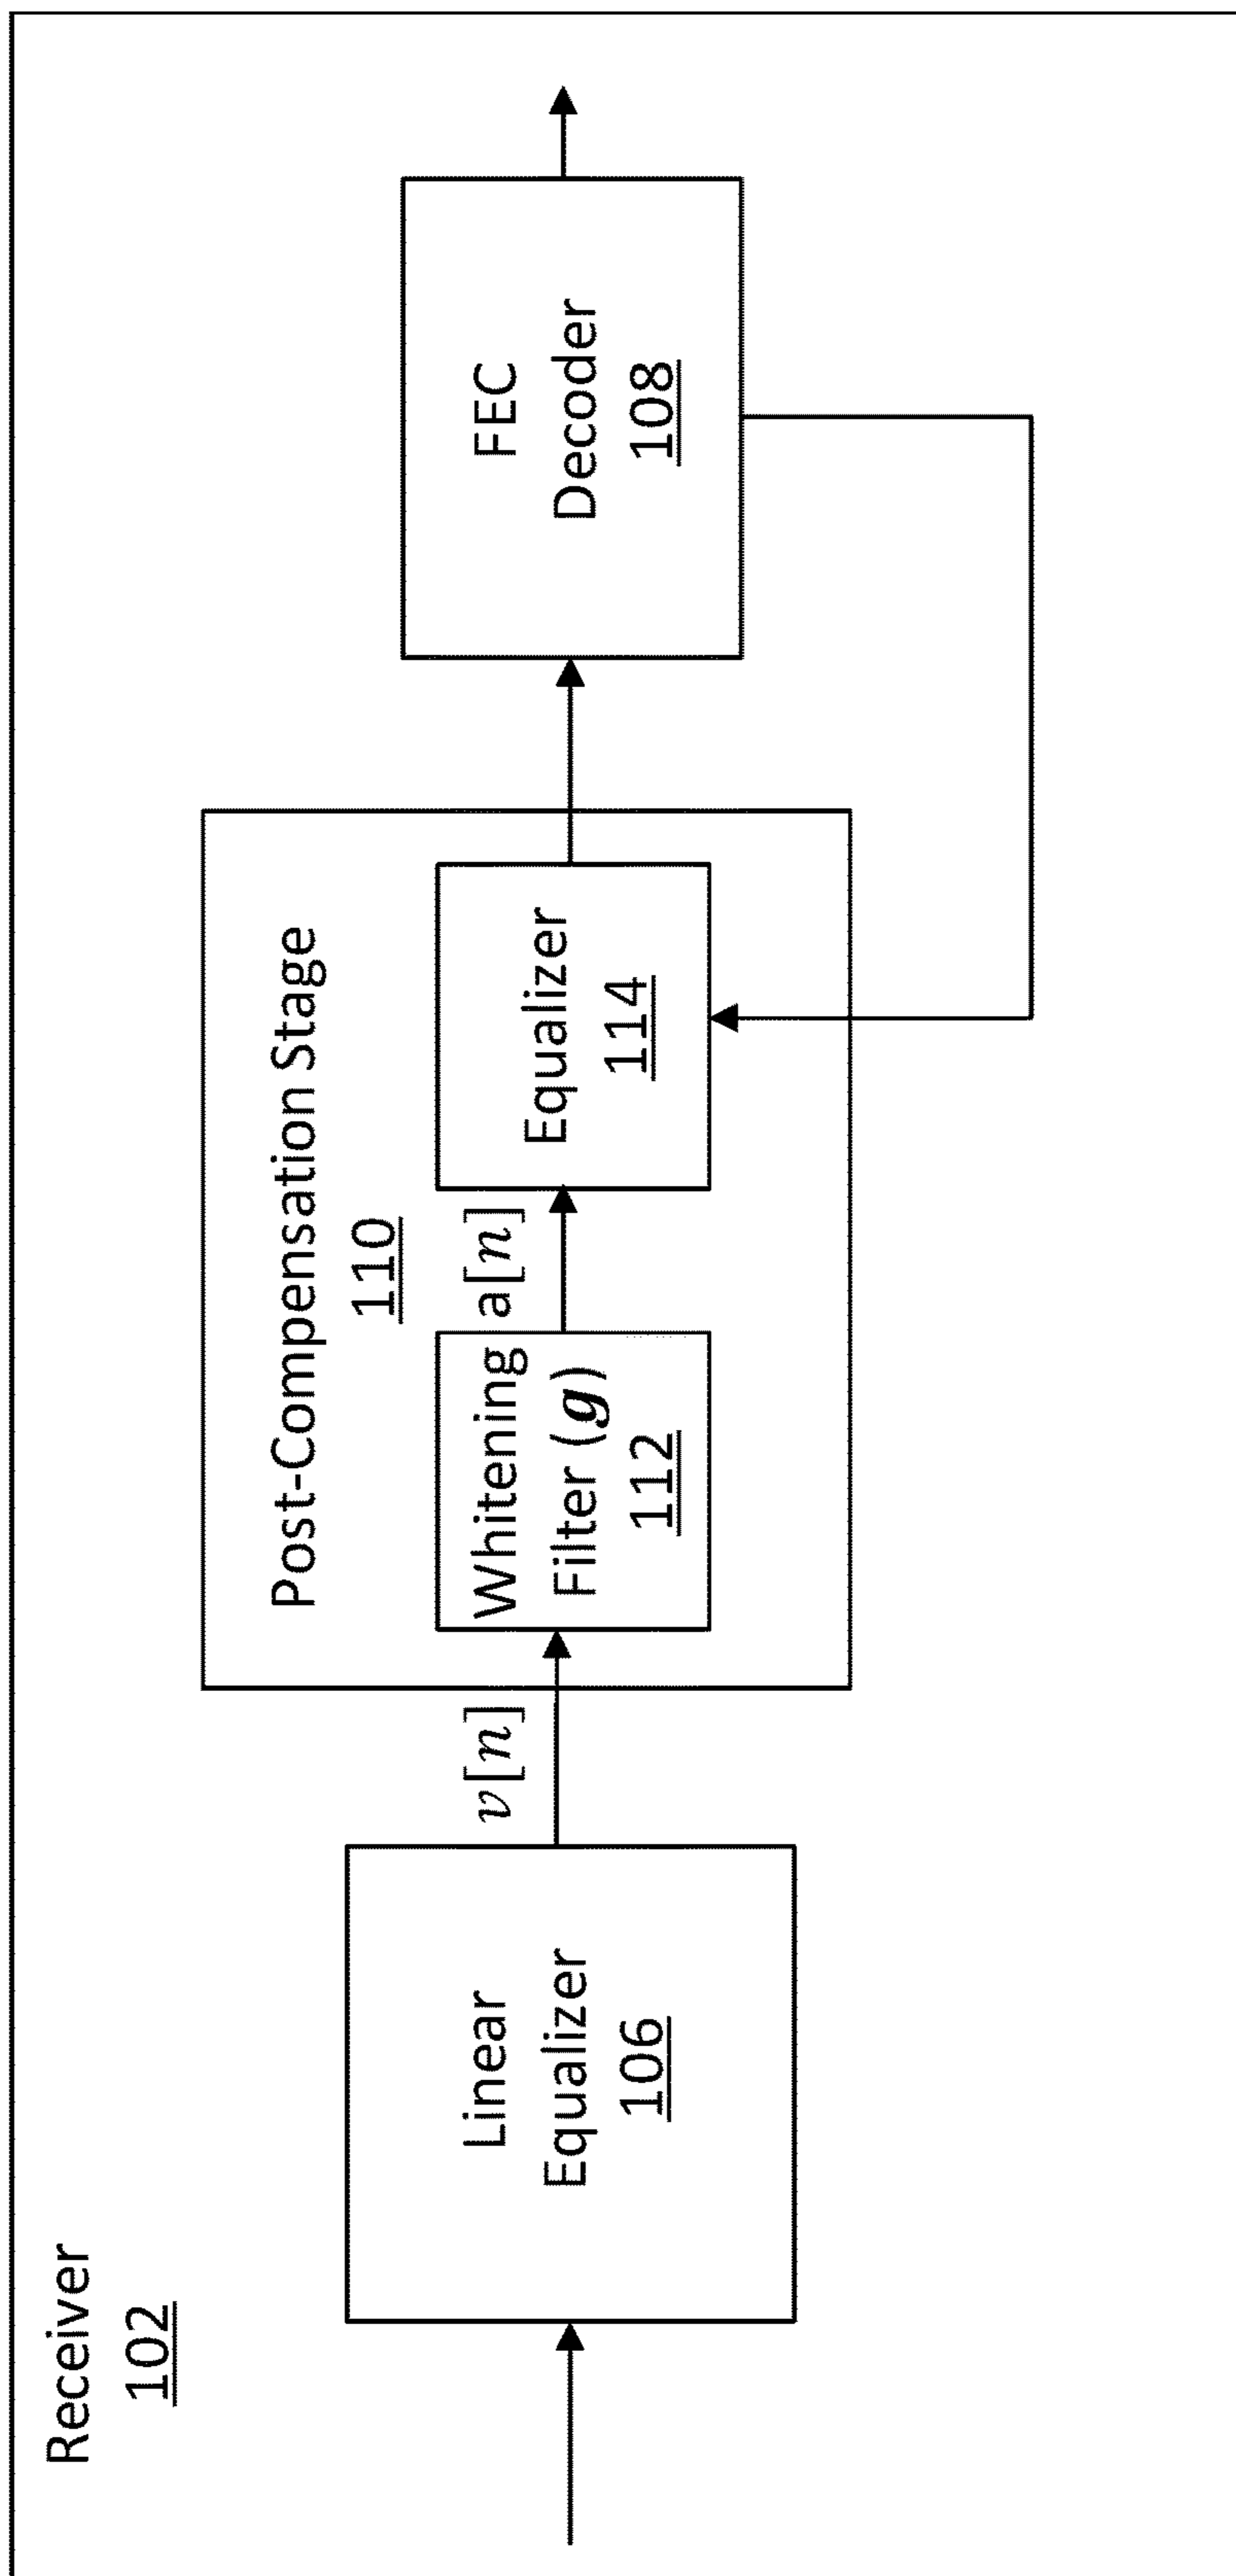 Receiver
102
Linear
Equalizer
106
v[n]
Post-Compensation Stage
110
Whitening
Filter (g)
112
a[n]
Equalizer
114
FEC
Decoder
108